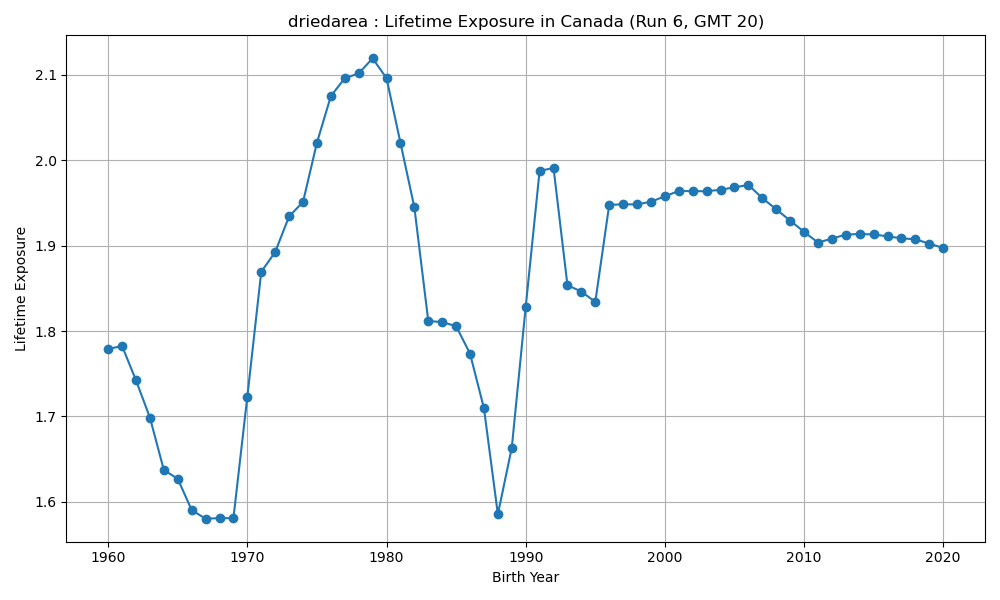 driedarea : Lifetime Exposure in Canada (Run 6, GMT 20)
Lifetime Exposure
2.1
2.0
1.9
1.8
1.7
1.6
1960 1970 1980 1990 2000 2010 2020
Birth Year